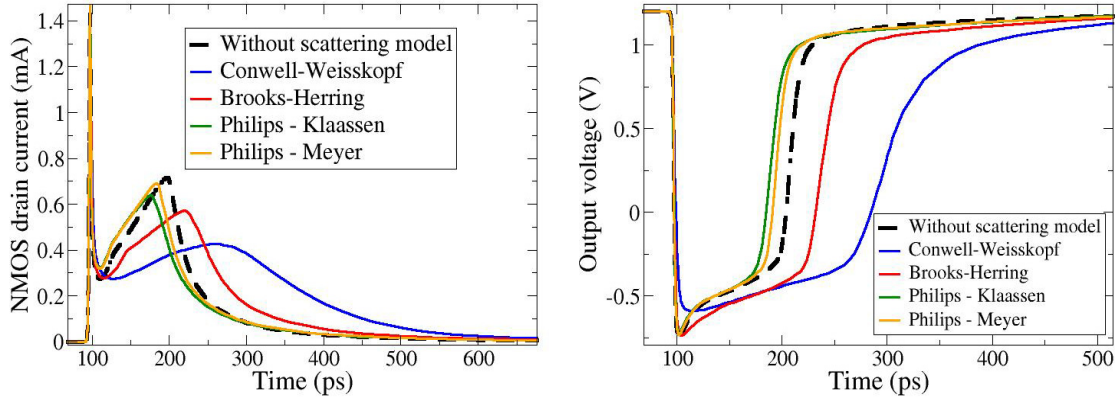 NMOS drain current (mA)
1.4
1.2
1
0.8
0.6
0.4
0.2
0
Without scattering model
Conwell-Weisskopf
Brooks-Herring
Philips - Klaassen
Philips - Meyer
100 200 300 400 500 600
Time (ps)
Output voltage (V)
1
0.5
0
-0.5
Without scattering model
Conwell-Weisskopf
Brooks-Herring
Philips - Klaassen
Philips - Meyer
100 200 300 400 500
Time (ps)